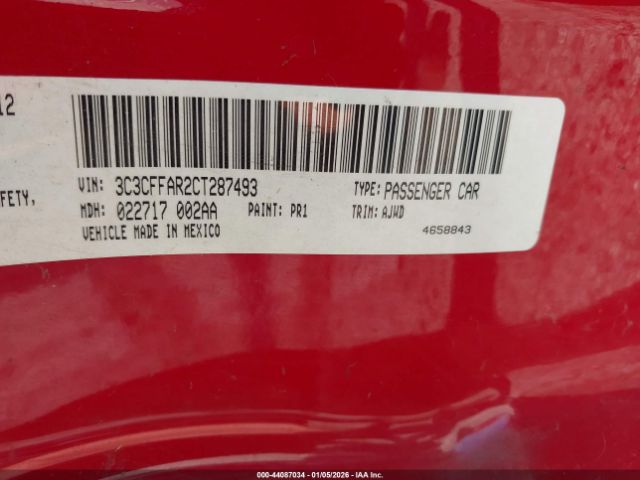 12
VIN: 3C3CFFAR2CT287493
TYPE: PASSENGER CAR
FETY,
MDH: 022717 002AA
PAINT: PR1
TRIM: AJWD
VEHICLE MADE IN MEXICO
4658843
000-44087034 - 01/05/2026 - IAA Inc.